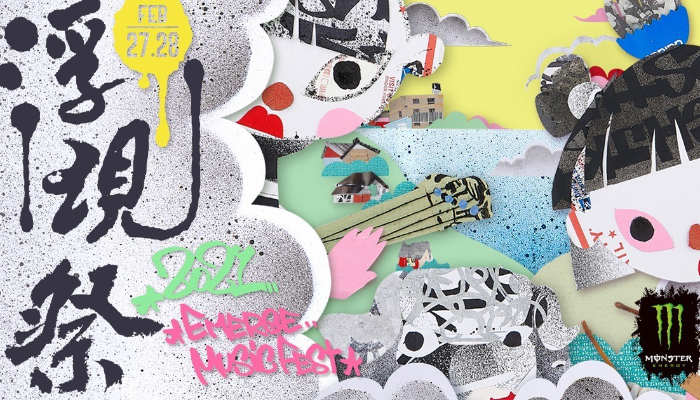 浮現祭
FEB
27.28
2021
EMERGE
MUSIC FEST
MONSTER
ENERGY